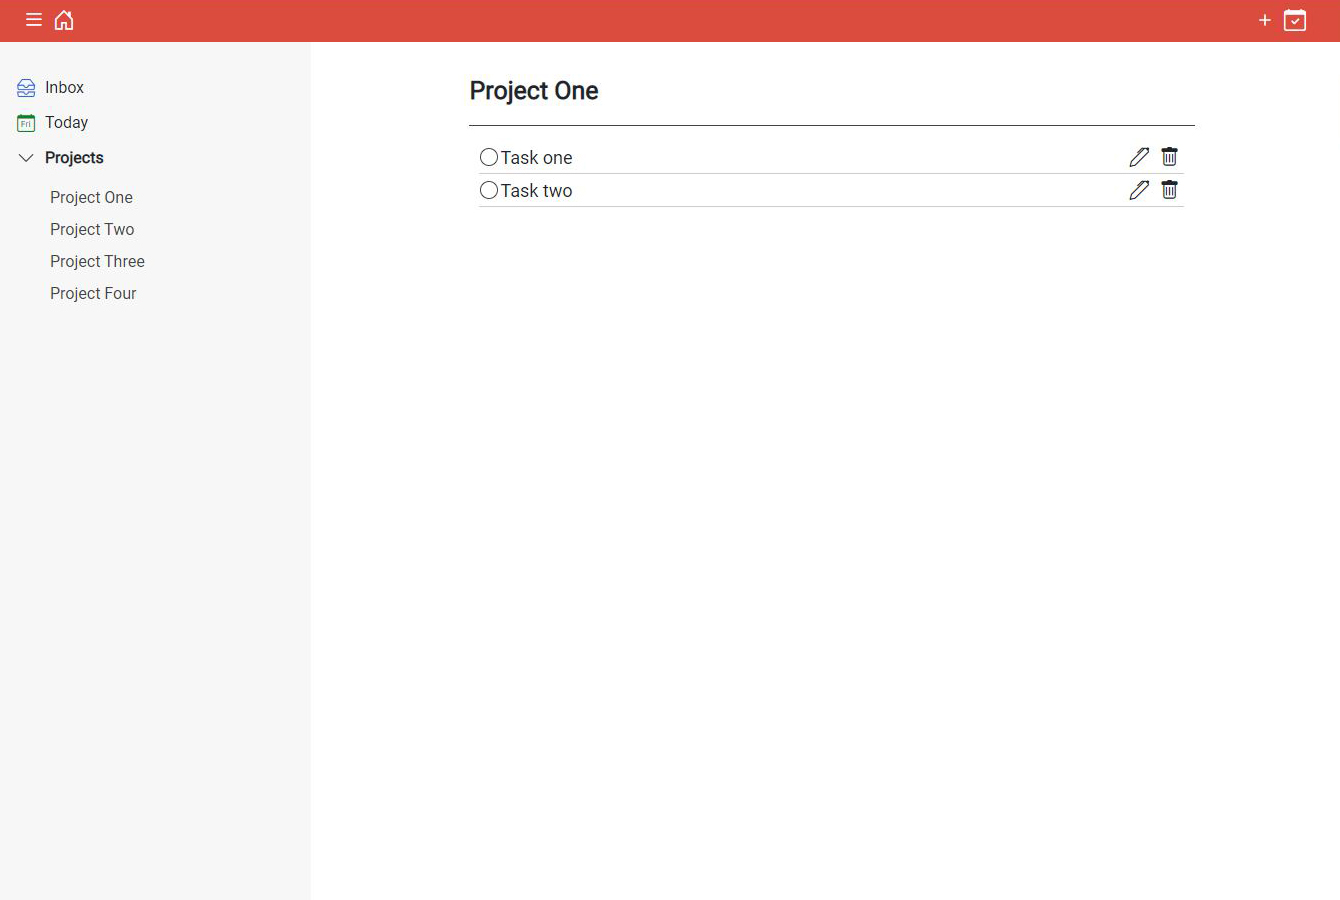 Inbox
Fri
Today
Projects
Project One
Project Two
Project Three
Project Four
Project One
Task one
Task two